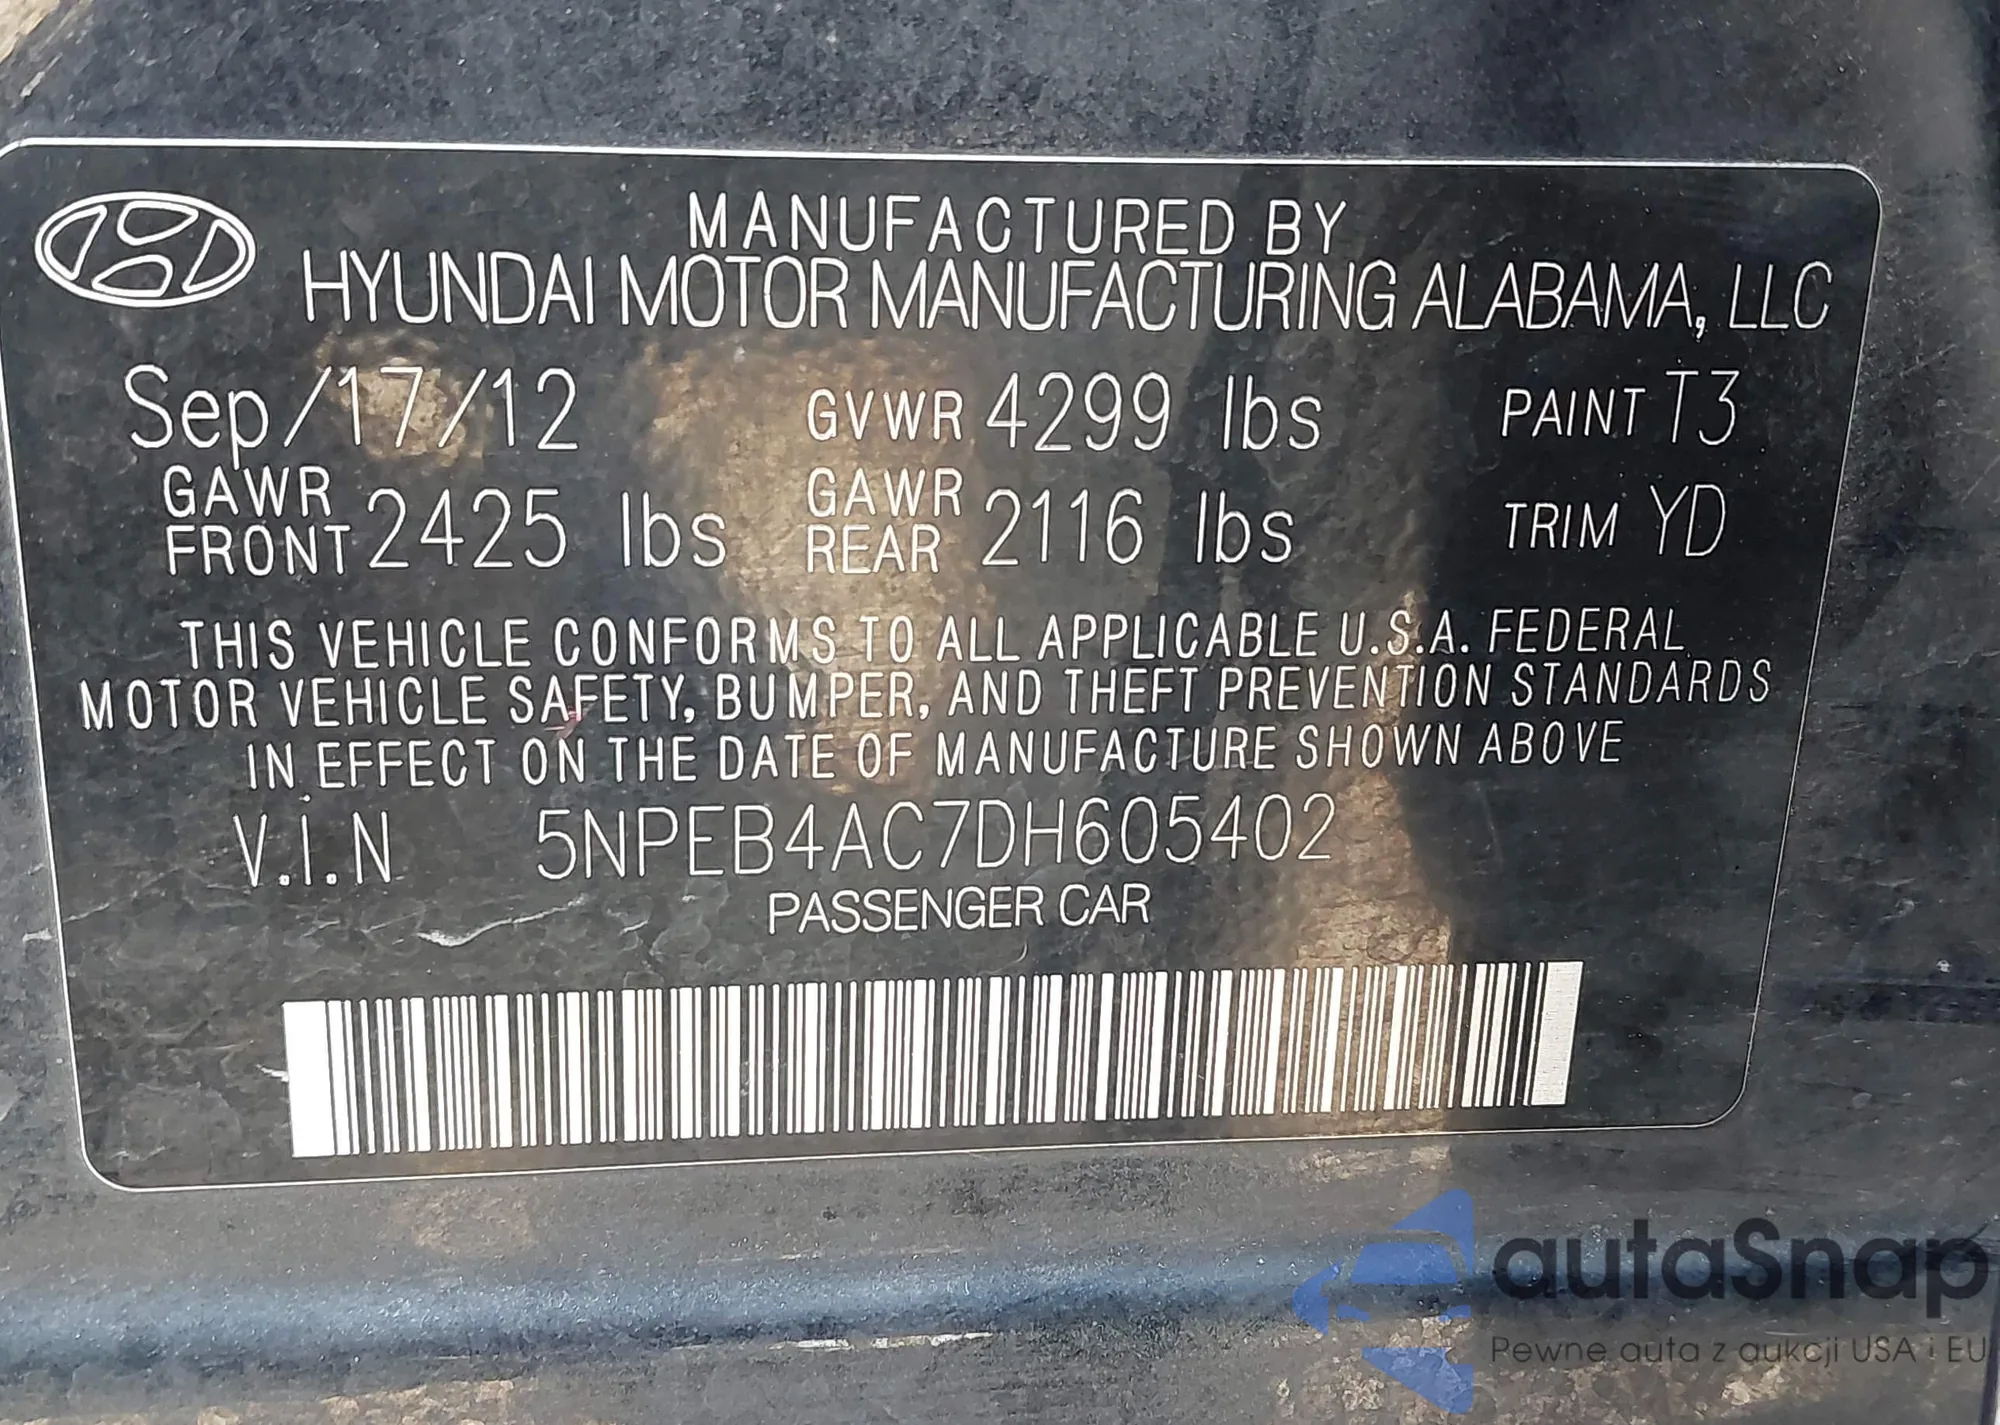 MANUFACTURED BY
HYUNDAI MOTOR MANUFACTURING ALABAMA, LLC
Sep/17/12 GVWR 4299 lbs PAINT T3
GAWR FRONT 2425 lbs GAWR REAR 2116 lbs TRIM YD
THIS VEHICLE CONFORMS TO ALL APPLICABLE U.S.A. FEDERAL
MOTOR VEHICLE SAFETY, BUMPER, AND THEFT PREVENTION STANDARDS
IN EFFECT ON THE DATE OF MANUFACTURE SHOWN ABOVE
V.I.N 5NPEB4AC7DH605402
PASSENGER CAR
autaSnap
Pewne auta z aukcji USA i EU